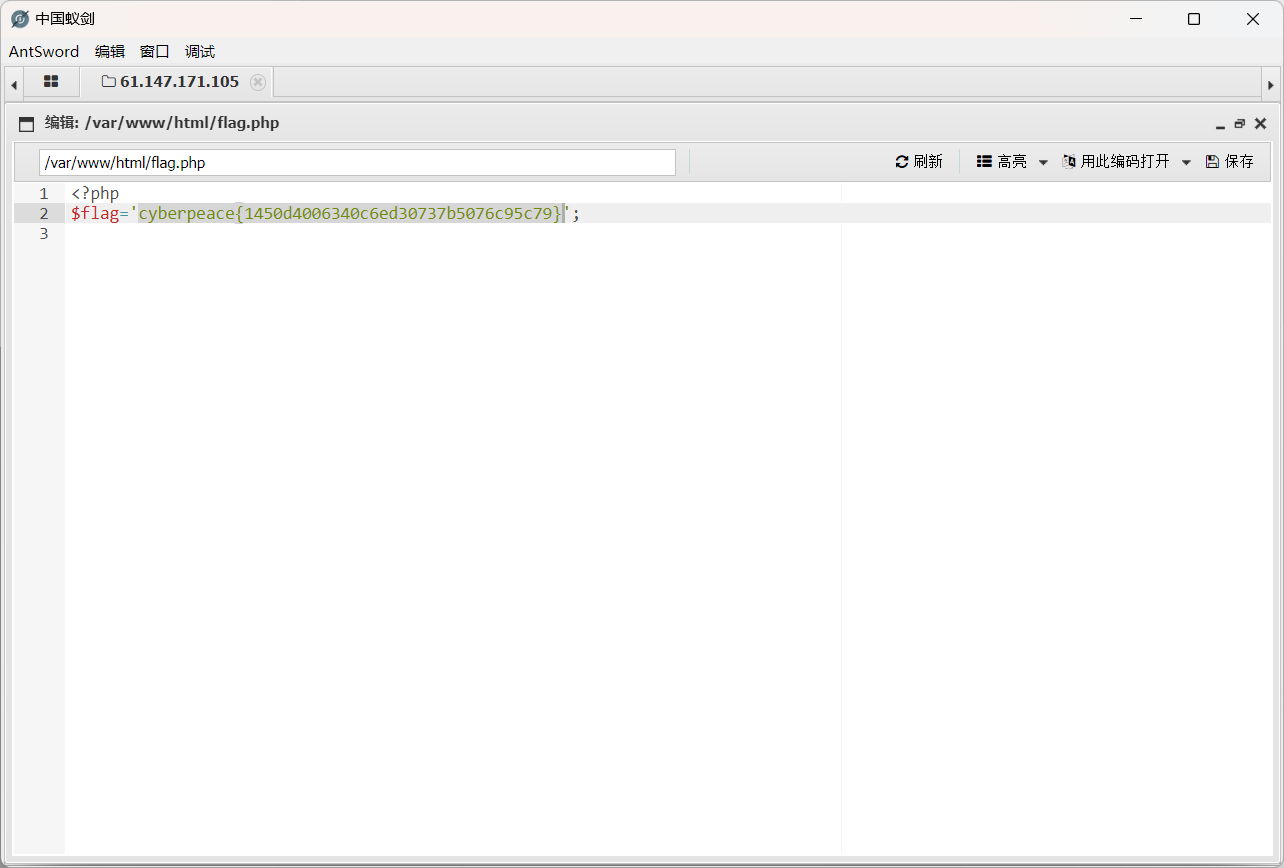 中国蚁剑
AntSword 编辑 窗口 调试
61.147.171.105
编辑: /var/www/html/flag.php
/var/www/html/flag.php 刷新 高亮 用此编码打开 保存
1 <?php
2 $flag='cyberpeace{1450d4006340c6ed30737b5076c95c79}';
3